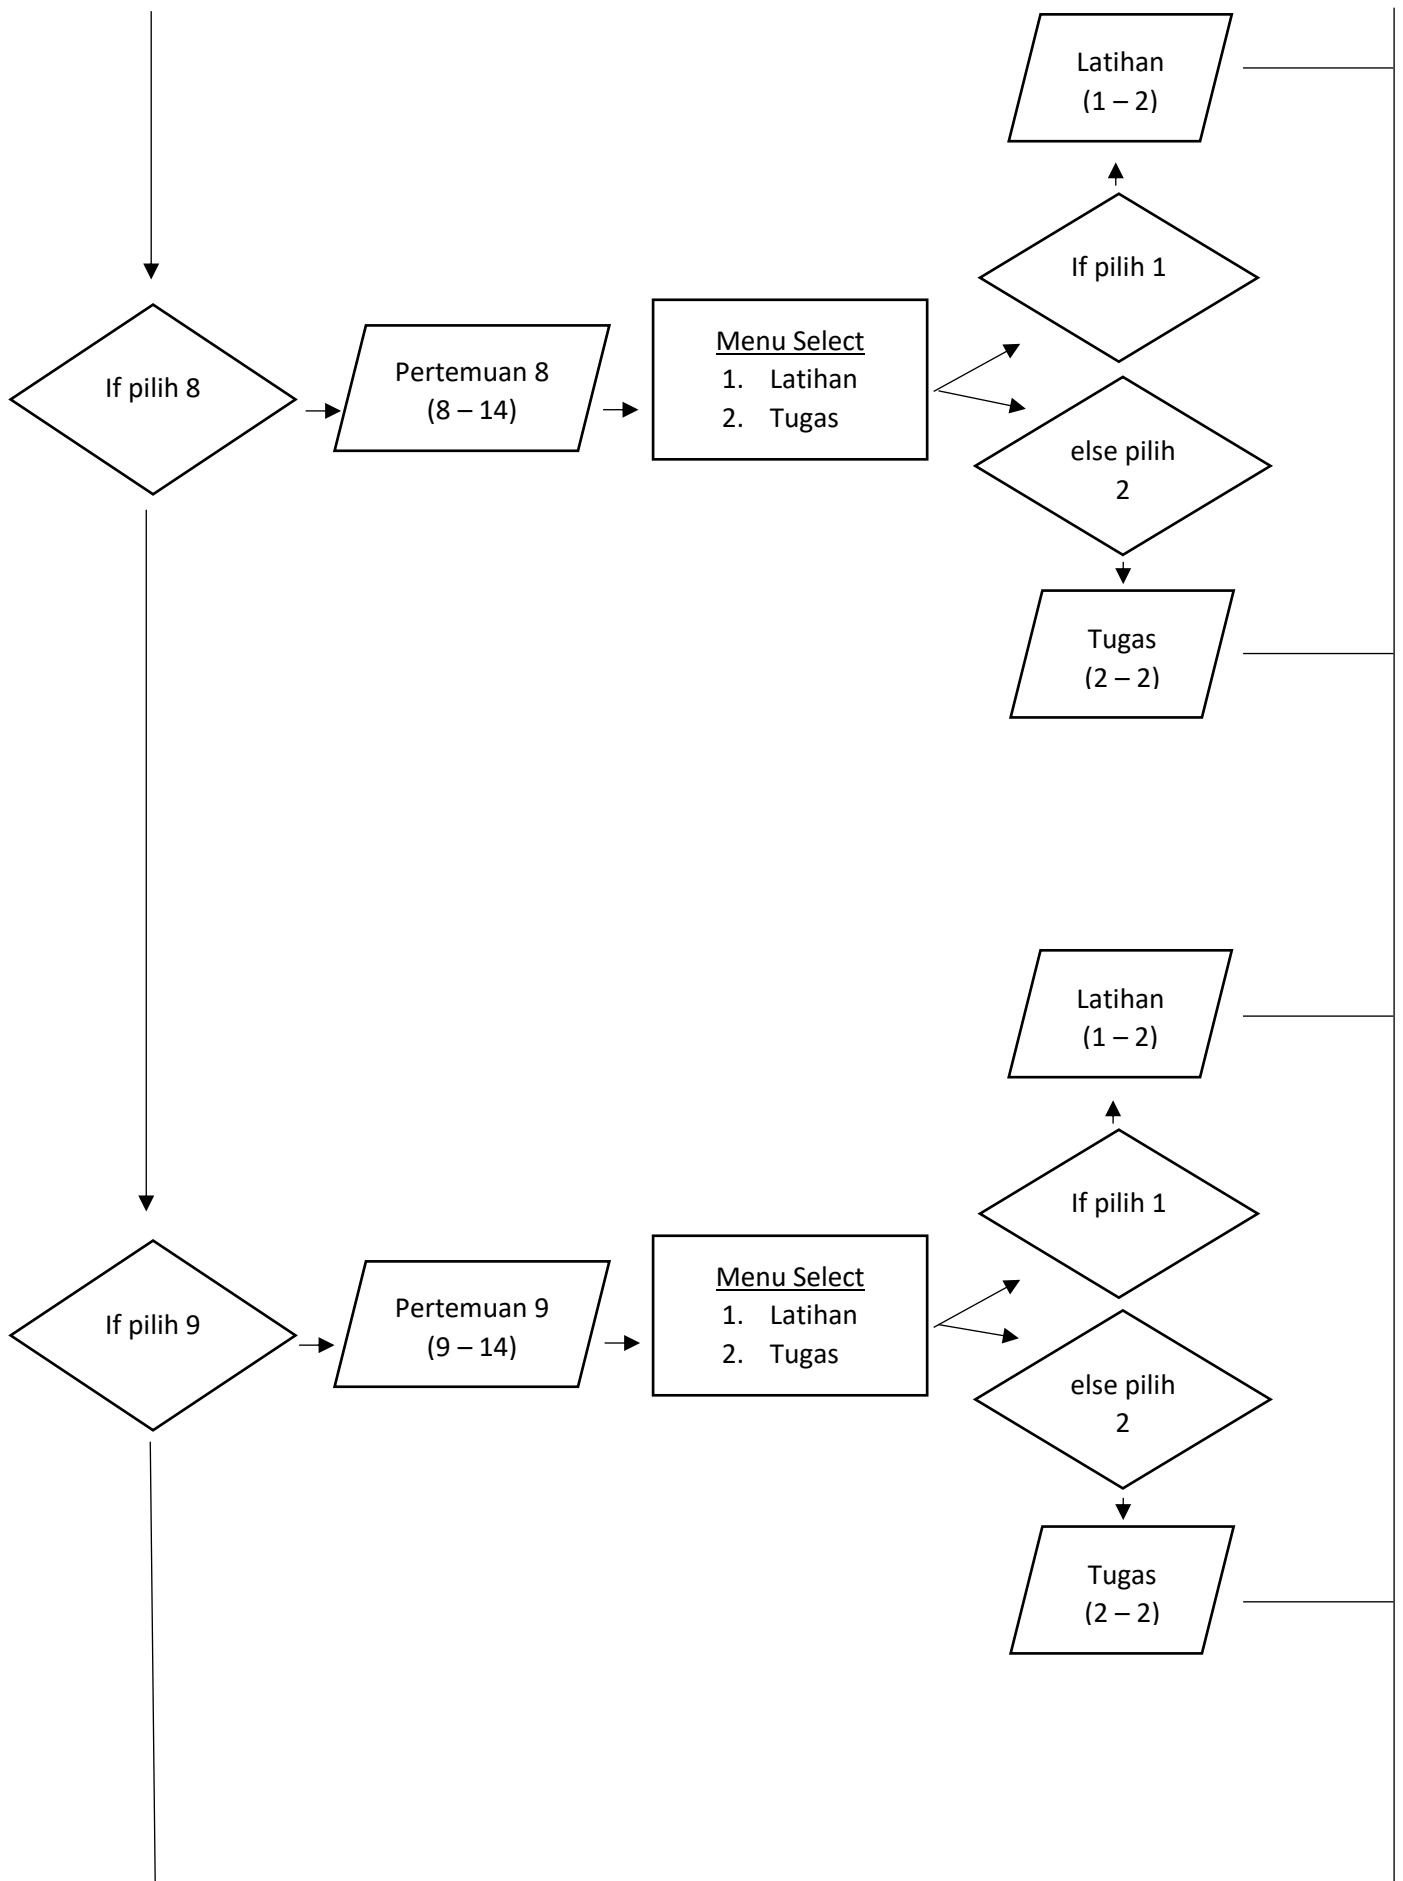 Latihan
(1 – 2)
If pilih 1
If pilih 8
Pertemuan 8
(8 – 14)
Menu Select
1. Latihan
2. Tugas
else pilih
2
Tugas
(2 – 2)
Latihan
(1 – 2)
If pilih 1
If pilih 9
Pertemuan 9
(9 – 14)
Menu Select
1. Latihan
2. Tugas
else pilih
2
Tugas
(2 – 2)